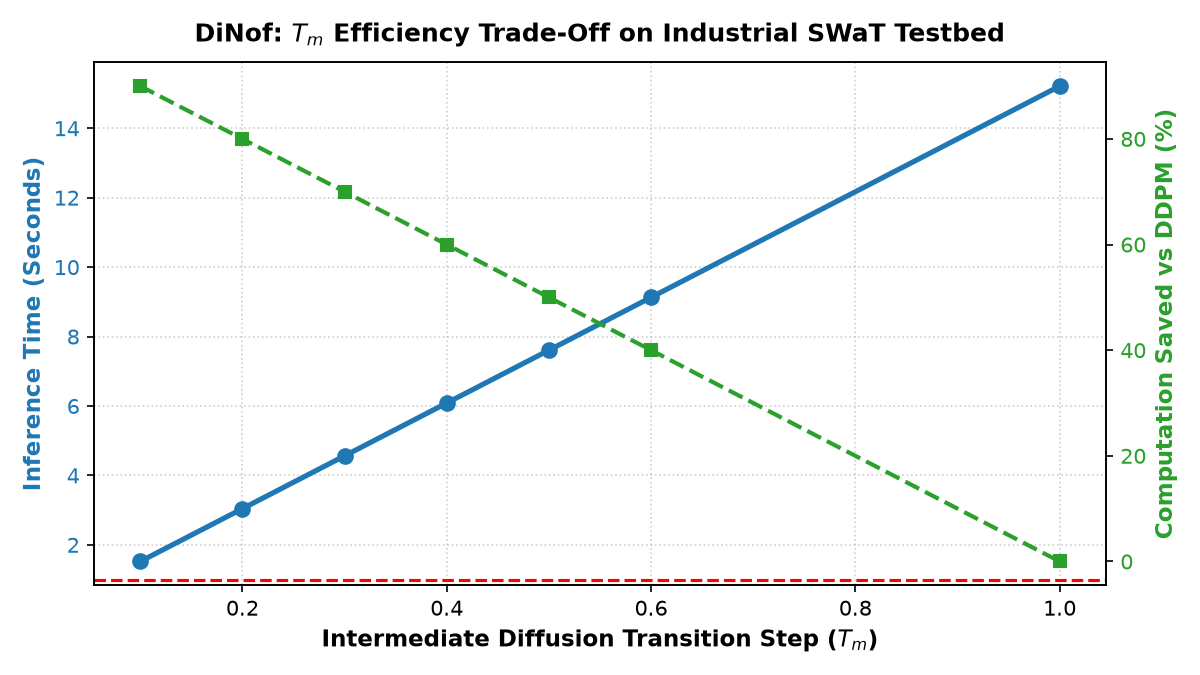 DiNof: Tₘ Efficiency Trade-Off on Industrial SWaT Testbed
Inference Time (Seconds)
14
12
10
8
6
4
2
80
60
40
20
0
Computation Saved vs DDPM (%)
0.2 0.4 0.6 0.8 1.0
Intermediate Diffusion Transition Step (Tₘ)